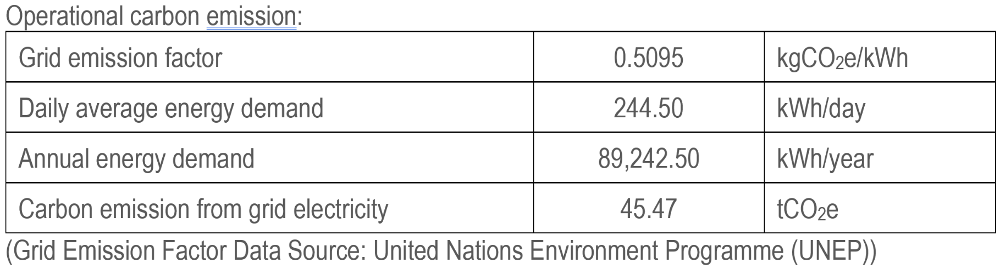 Operational carbon emission:
Grid emission factor 0.5095 kgCO₂e/kWh
Daily average energy demand 244.50 kWh/day
Annual energy demand 89,242.50 kWh/year
Carbon emission from grid electricity 45.47 tCO₂e
(Grid Emission Factor Data Source: United Nations Environment Programme (UNEP))